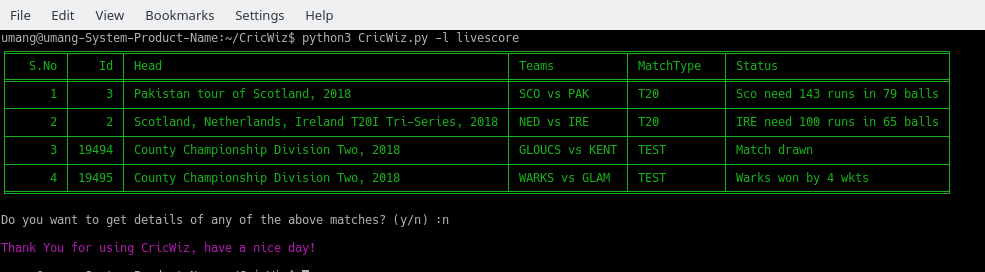 File Edit View Bookmarks Settings Help
umang@umang-System-Product-Name:~/CricWiz$ python3 CricWiz.py -l livescore
S.No Id Head Teams MatchType Status
1 3 Pakistan tour of Scotland, 2018 SCO vs PAK T20 Sco need 143 runs in 79 balls
2 2 Scotland, Netherlands, Ireland T20I Tri-Series, 2018 NED vs IRE T20 IRE need 100 runs in 65 balls
3 19494 County Championship Division Two, 2018 GLOUCS vs KENT TEST Match drawn
4 19495 County Championship Division Two, 2018 WARKS vs GLAM TEST Warks won by 4 wkts
Do you want to get details of any of the above matches? (y/n) :n
Thank You for using CricWiz, have a nice day!